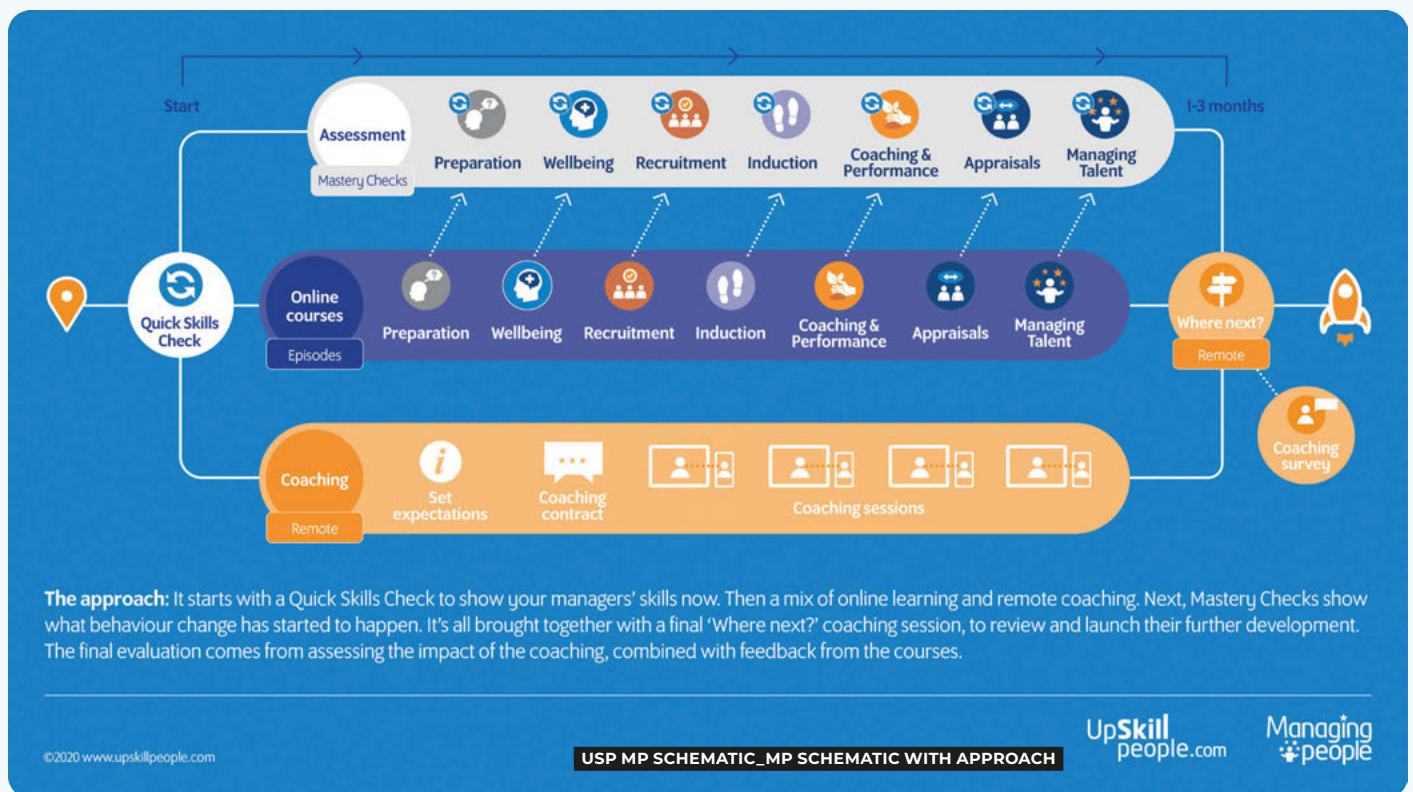 Start
1-3 months
Assessment
Mastery Checks
Preparation
Wellbeing
Recruitment
Induction
Coaching &
Performance
Appraisals
Managing
Talent
Quick Skills
Check
Online
courses
Episodes
Preparation
Wellbeing
Recruitment
Induction
Coaching &
Performance
Appraisals
Managing
Talent
Where next?
Remote
Coaching
survey
Coaching
Remote
i
Set
expectations
Coaching
contract
Coaching sessions
The approach: It starts with a Quick Skills Check to show your managers’ skills now. Then a mix of online learning and remote coaching. Next, Mastery Checks show
what behaviour change has started to happen. It’s all brought together with a final ‘Where next?’ coaching session, to review and launch their further development.
The final evaluation comes from assessing the impact of the coaching, combined with feedback from the courses.
©2020 www.upskillpeople.com
USP MP SCHEMATIC_MP SCHEMATIC WITH APPROACH
UpSkill
people.com
Managing
people